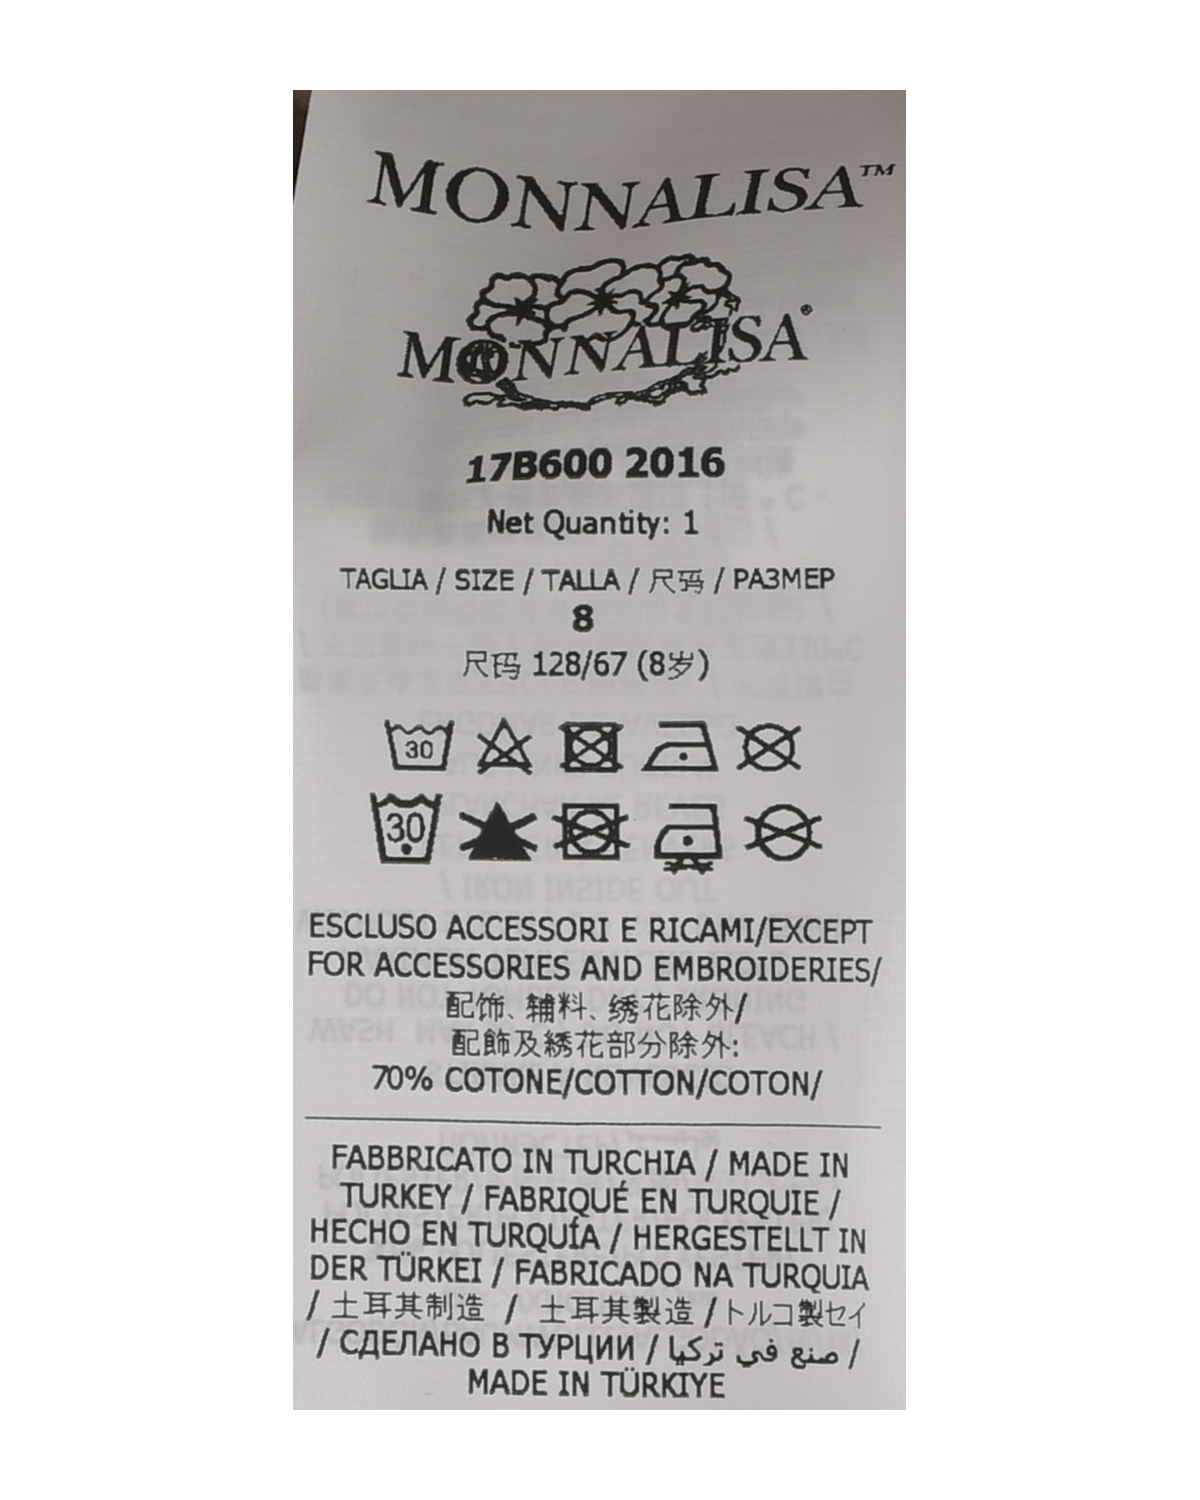 MONNALISA™
MONNALISA®
17B600 2016
Net Quantity: 1
TAGLIA / SIZE / TALLA / 尺码 / РАЗМЕР
8
尺码 128/67 (8岁)
30
30
ESCLUSO ACCESSORI E RICAMI/EXCEPT
FOR ACCESSORIES AND EMBROIDERIES/
配饰、辅料、绣花除外/
配飾及綉花部分除外:
70% COTONE/COTTON/COTON/
FABBRICATO IN TURCHIA / MADE IN
TURKEY / FABRIQUÉ EN TURQUIE /
HECHO EN TURQUÍA / HERGESTELLT IN
DER TÜRKEI / FABRICADO NA TURQUIA
/ 土耳其制造 / 土耳其製造 / トルコ製セイ
/ СДЕЛАНО В ТУРЦИИ / صنع في تركيا /
MADE IN TÜRKIYE